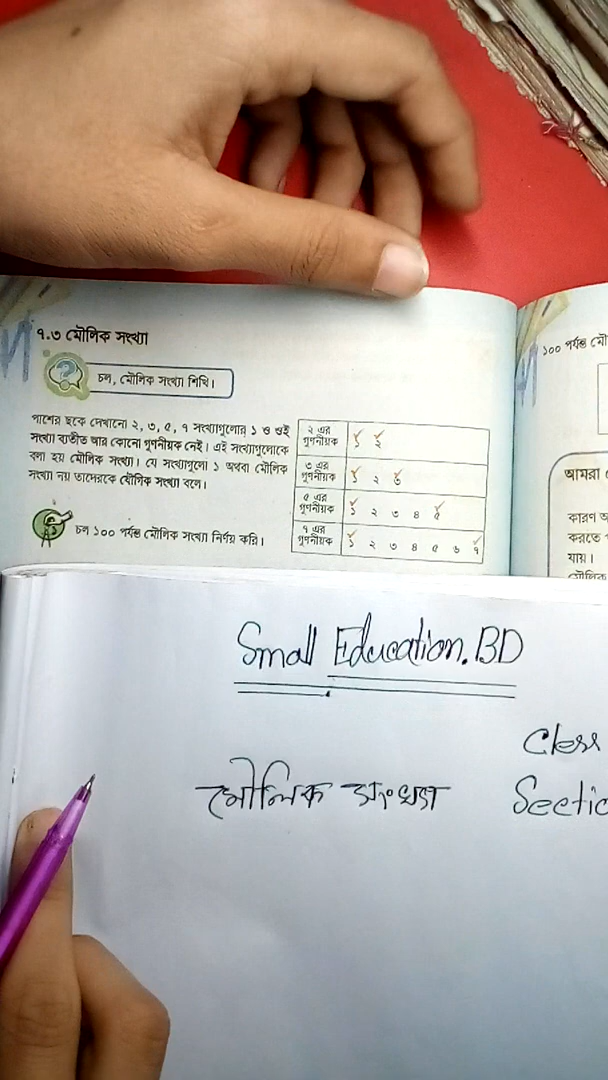 ৭.৩ মৌলিক সংখ্যা
চল, মৌলিক সংখ্যা শিখি।
পাশের ছকে দেখানো ২, ৩, ৫, ৭ সংখ্যাগুলোর ১ ও ওই
সংখ্যা ব্যতীত আর কোনো গুণনীয়ক নেই। এই সংখ্যাগুলোকে
বলা হয় মৌলিক সংখ্যা। যে সংখ্যাগুলো ১ অথবা মৌলিক
সংখ্যা নয় তাদেরকে যৌগিক সংখ্যা বলে।
১ চল ১০০ পর্যন্ত মৌলিক সংখ্যা নির্ণয় করি।
২ এর
গুণনীয়ক ১ ২
৩ এর
গুণনীয়ক ১ ২ ৩
৫ এর
গুণনীয়ক ১ ২ ৩ ৪ ৫
৭ এর
গুণনীয়ক ১ ২ ৩ ৪ ৫ ৬ ৭
১০০ পর্যন্ত মৌ
আমরা
কারণ
করতে
যায়।
মৌলিক
Small Education.BD
Class
মৌলিক সংখ্যা Sectio